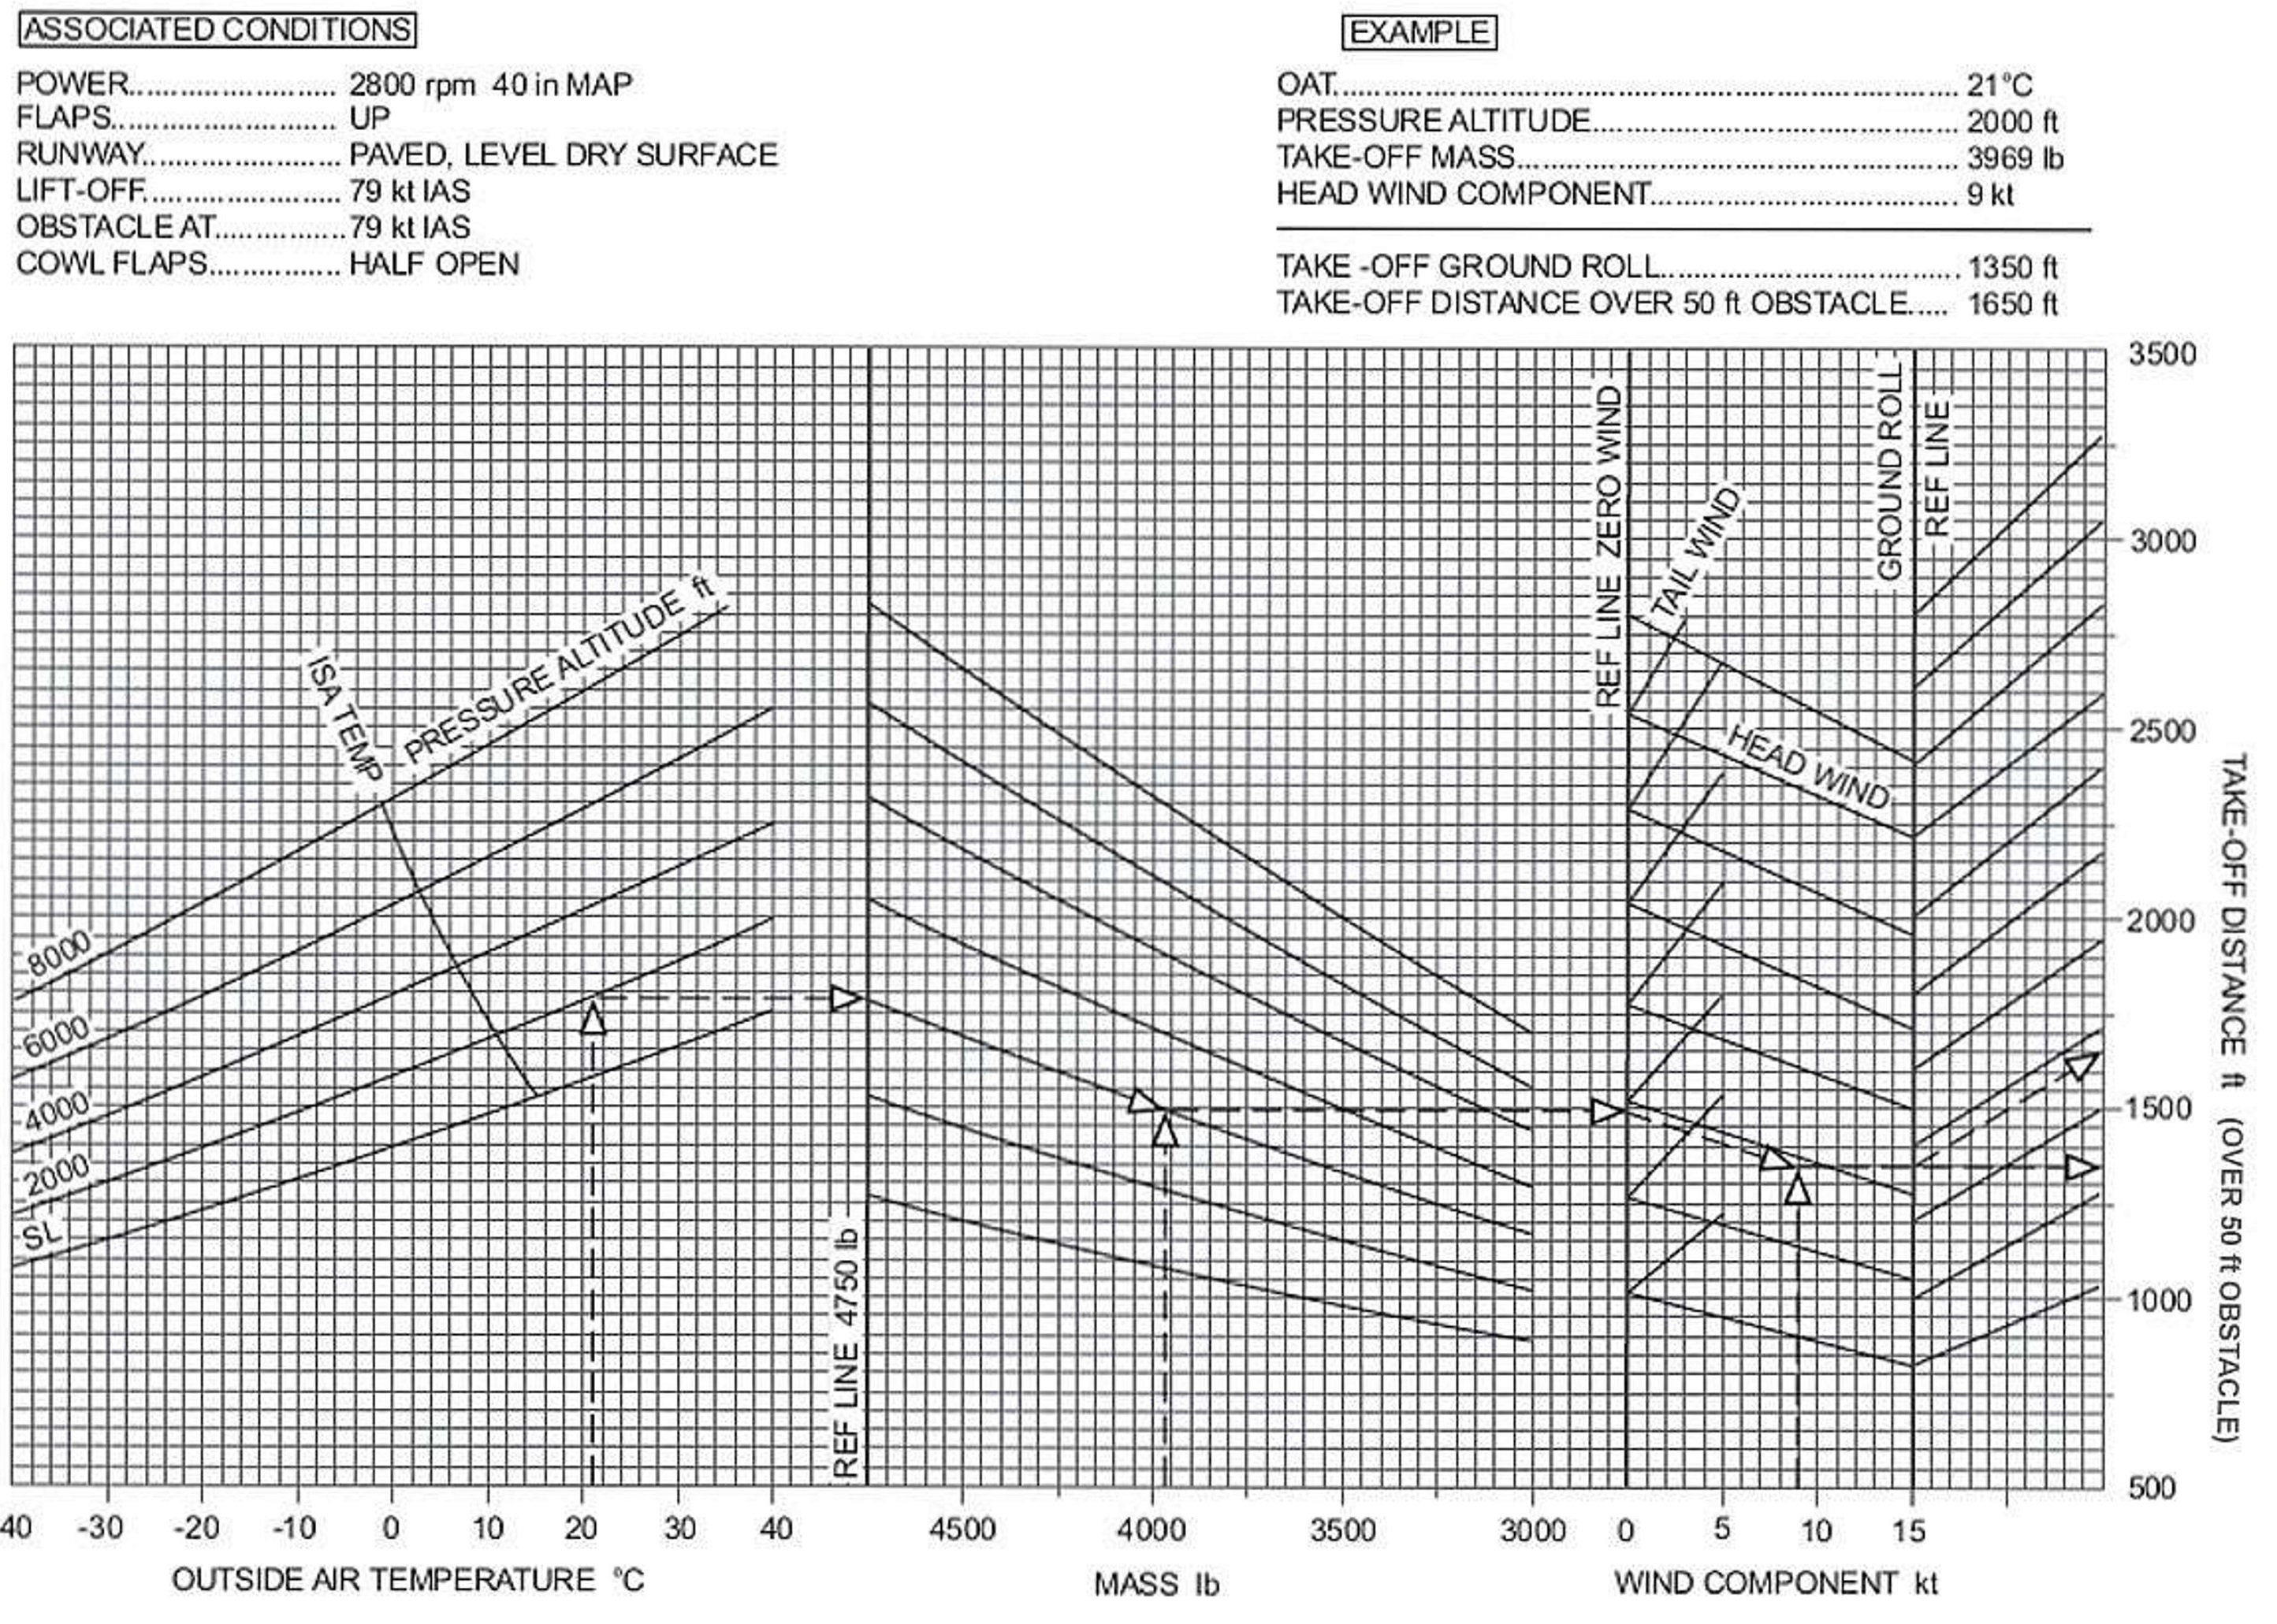 ASSOCIATED CONDITIONS
POWER........................ 2800 rpm 40 in MAP
FLAPS........................... UP
RUNWAY....................... PAVED, LEVEL DRY SURFACE
LIFT-OFF....................... 79 kt IAS
OBSTACLE AT............... 79 kt IAS
COWL FLAPS............... HALF OPEN
EXAMPLE
OAT.................................................................. 21°C
PRESSURE ALTITUDE....................................... 2000 ft
TAKE-OFF MASS............................................... 3969 lb
HEAD WIND COMPONENT................................ 9 kt
TAKE -OFF GROUND ROLL................................ 1350 ft
TAKE-OFF DISTANCE OVER 50 ft OBSTACLE..... 1650 ft
ISA TEMP
PRESSURE ALTITUDE ft
8000
6000
4000
2000
SL
REF LINE 4750 lb
REF LINE ZERO WIND
TAIL WIND
HEAD WIND
GROUND ROLL
REF LINE
3500
3000
2500
2000
1500
1000
500
TAKE-OFF DISTANCE ft (OVER 50 ft OBSTACLE)
40 -30 -20 -10 0 10 20 30 40 4500 4000 3500 3000 0 5 10 15
OUTSIDE AIR TEMPERATURE °C MASS lb WIND COMPONENT kt